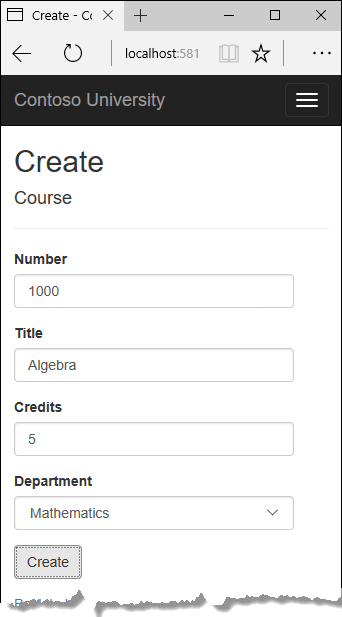 Create - Co
localhost:581
Contoso University
Create
Course
Number
1000
Title
Algebra
Credits
5
Department
Mathematics
Create